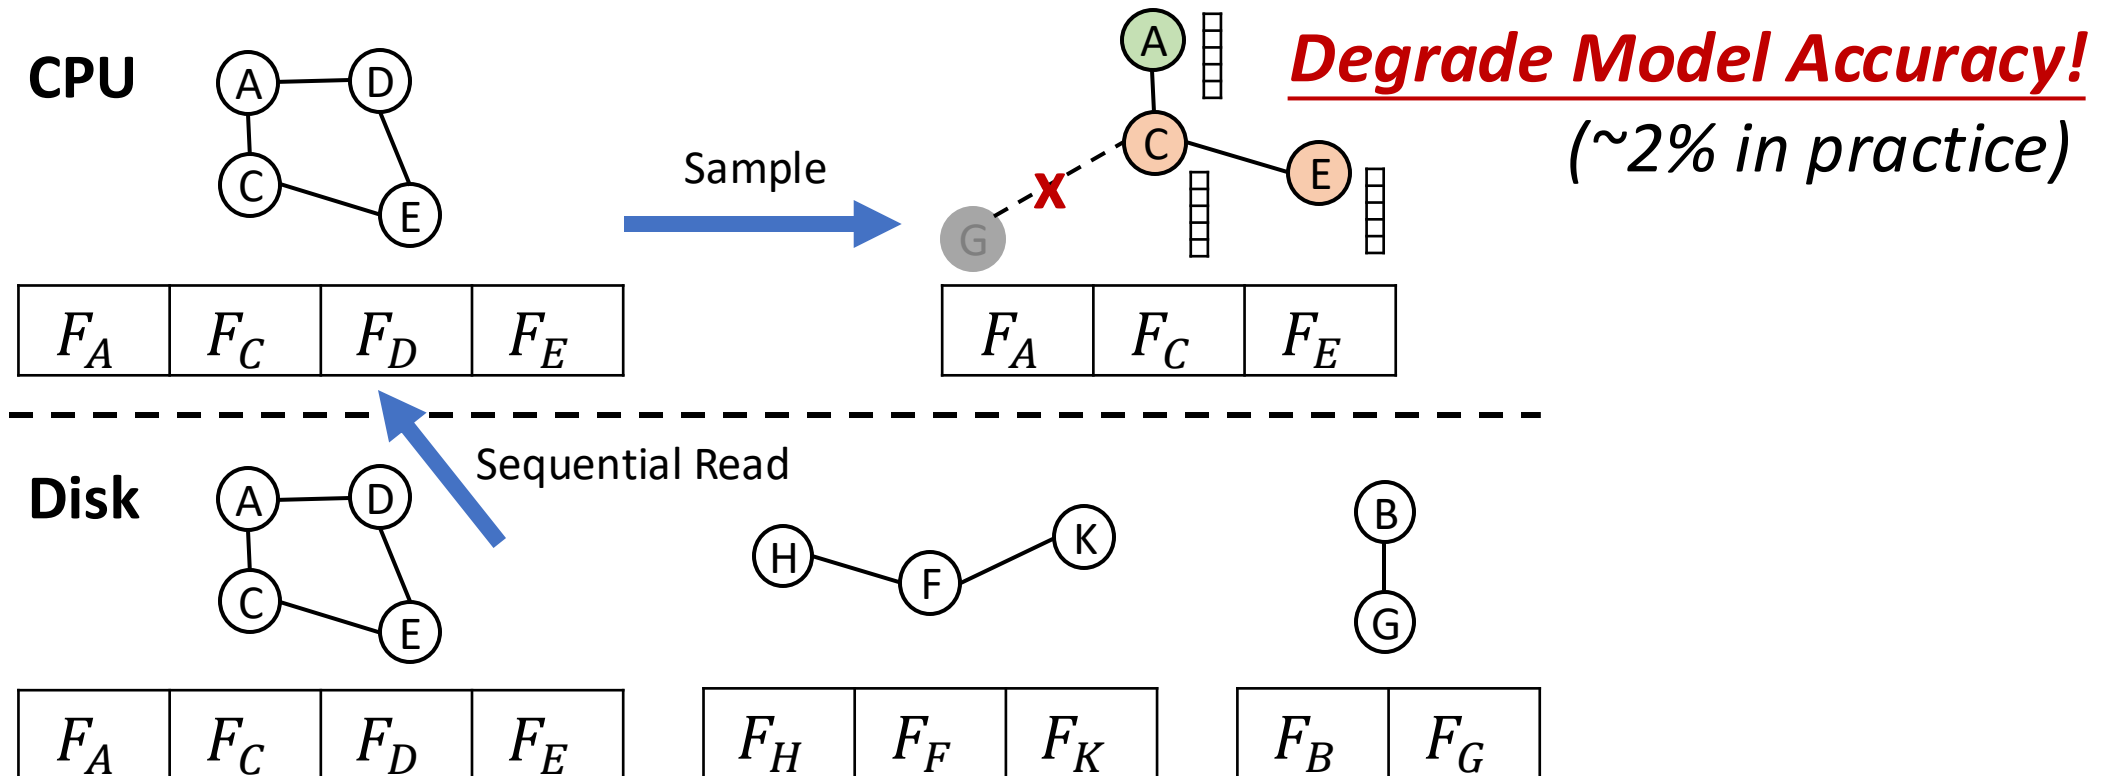 CPU
A
D
C
E
F_A F_C F_D F_E
Sample
A
C
E
G
X
F_A F_C F_E
Degrade Model Accuracy!
(~2% in practice)
Sequential Read
Disk
A
D
C
E
F_A F_C F_D F_E
H
F
K
F_H F_F F_K
B
G
F_B F_G